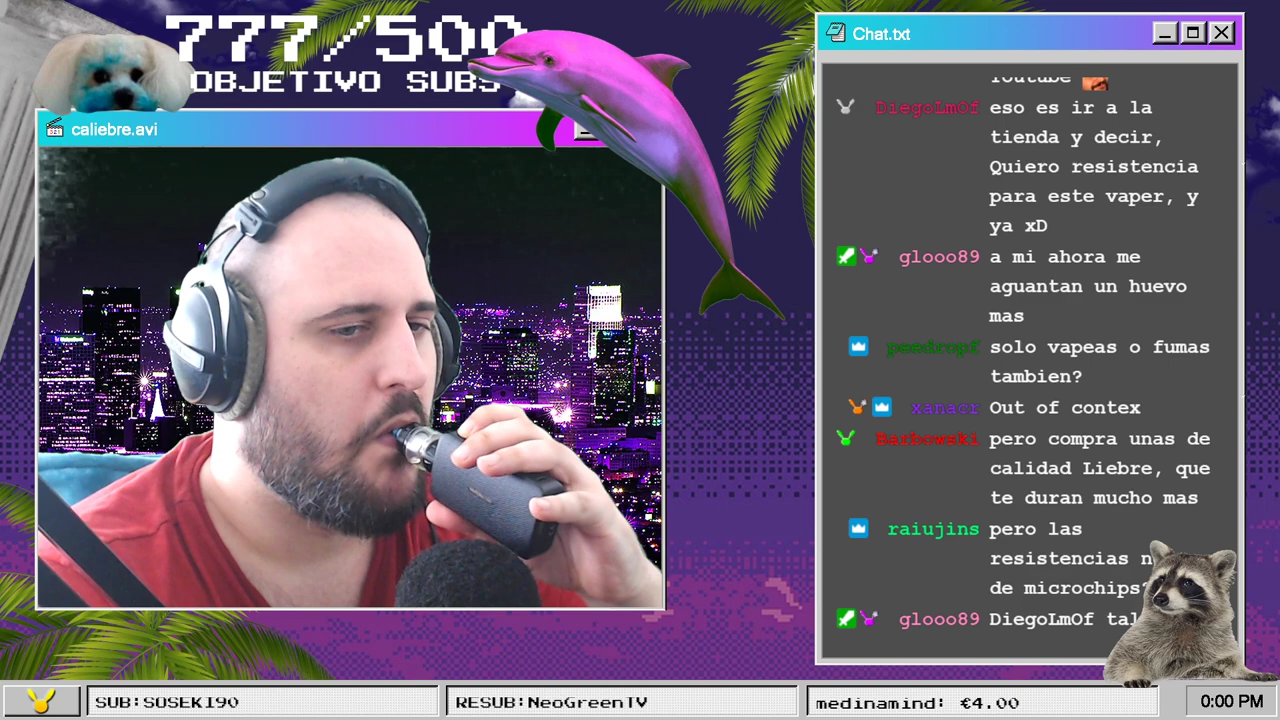 777/500
OBJETIVO SUBS
caliebre.avi
Chat.txt
Youtube
DiegoLmOf eso es ir a la
tienda y decir,
Quiero resistencia
para este vaper, y
ya xD
glooo89 a mi ahora me
aguantan un huevo
mas
peedropf solo vapeas o fumas
tambien?
xanacr Out of contex
Barbowski pero compra unas de
calidad Liebre, que
te duran mucho mas
raiujins pero las
resistencias
de microchips?
glooo89 DiegoLmOf
SUB:SOSEKI90
RESUB:NeoGreenTV
medinamind: €4.00
0:00 PM